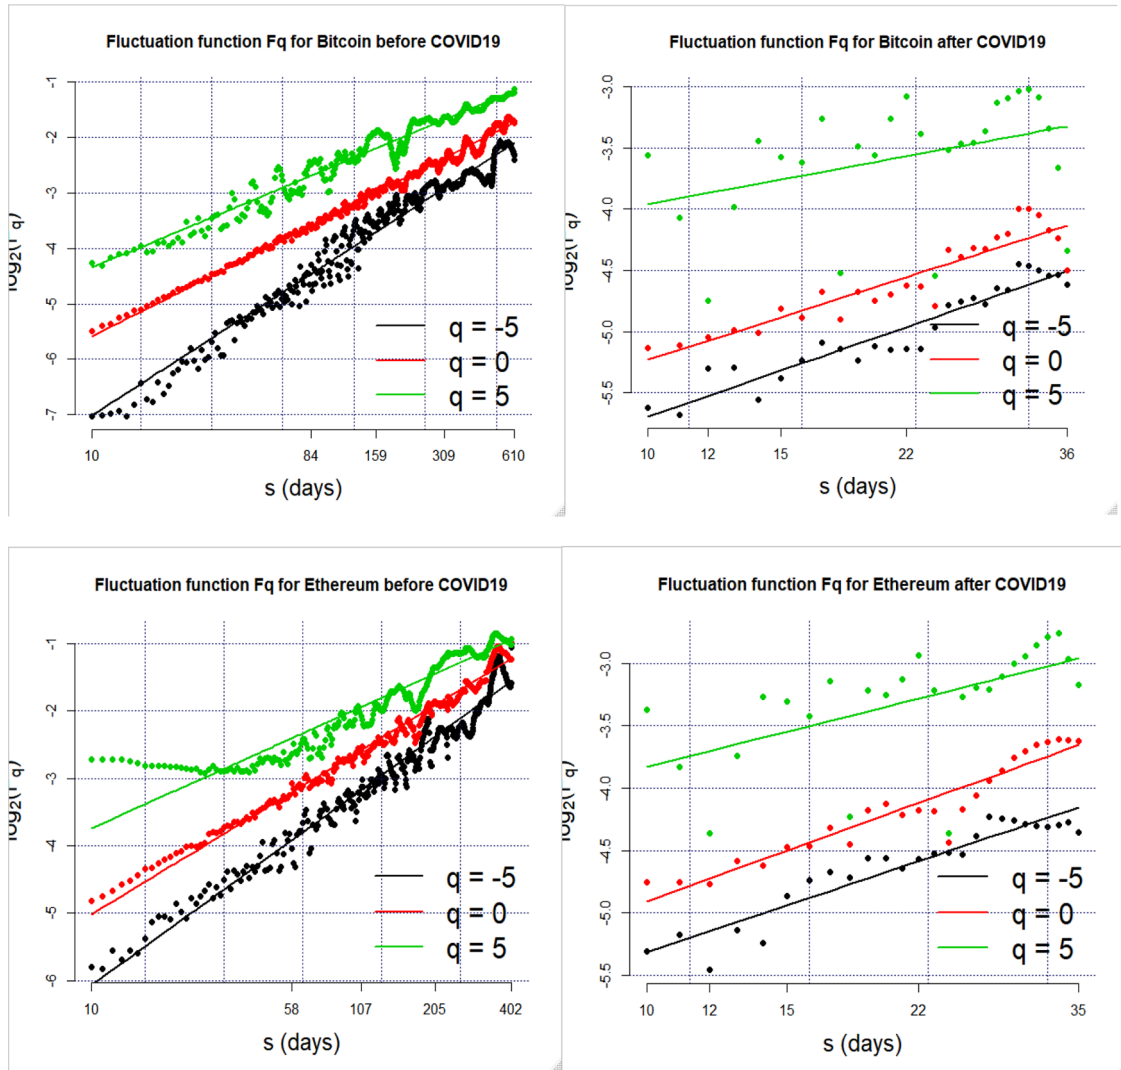 Fluctuation function Fq for Bitcoin before COVID19
-1
-2
-3
-4
-5
-6
-7
q = -5
q = 0
q = 5
10 84 159 309 610
s (days)
Fluctuation function Fq for Bitcoin after COVID19
-3.0
-3.5
-4.0
-4.5
-5.0
-5.5
q = -5
q = 0
q = 5
10 12 15 22 36
s (days)
Fluctuation function Fq for Ethereum before COVID19
-1
-2
-3
-4
-5
-6
q = -5
q = 0
q = 5
10 58 107 205 402
s (days)
Fluctuation function Fq for Ethereum after COVID19
-3.0
-3.5
-4.0
-4.5
-5.0
-5.5
q = -5
q = 0
q = 5
10 12 15 22 35
s (days)